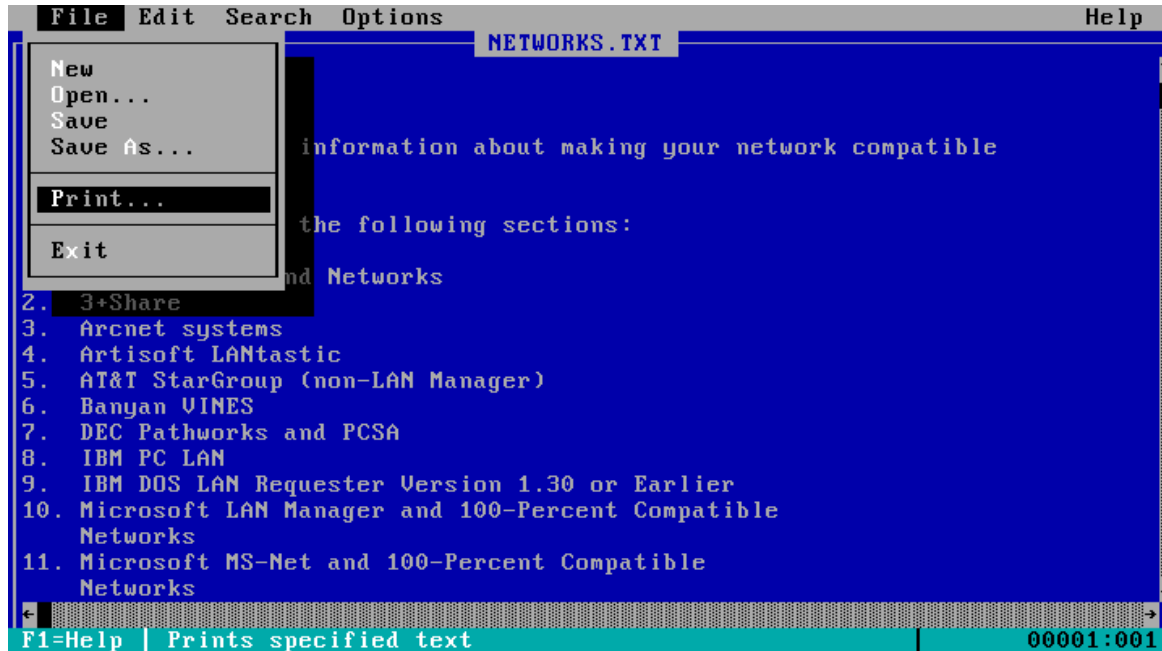 File Edit Search Options Help
NETWORKS.TXT
New
Open...
Save
Save As...
information about making your network compatible
Print...
the following sections:
Exit
nd Networks
2. 3+Share
3. Arcnet systems
4. Artisoft LANtastic
5. AT&T StarGroup (non-LAN Manager)
6. Banyan VINES
7. DEC Pathworks and PCSA
8. IBM PC LAN
9. IBM DOS LAN Requester Version 1.30 or Earlier
10. Microsoft LAN Manager and 100-Percent Compatible
Networks
11. Microsoft MS-Net and 100-Percent Compatible
Networks
F1=Help | Prints specified text 00001:001